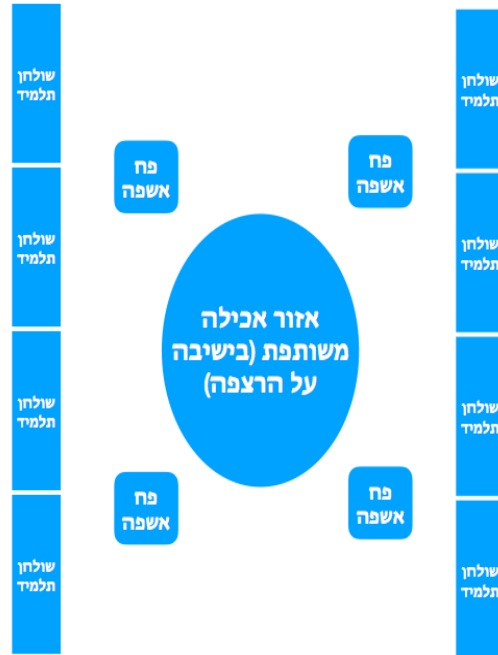 שולחן
תלמיד
שולחן
תלמיד
פח
אשפה
פח
אשפה
שולחן
תלמיד
שולחן
תלמיד
אזור אכילה
משותפת (בישיבה
על הרצפה)
שולחן
תלמיד
שולחן
תלמיד
פח
אשפה
פח
אשפה
שולחן
תלמיד
שולחן
תלמיד